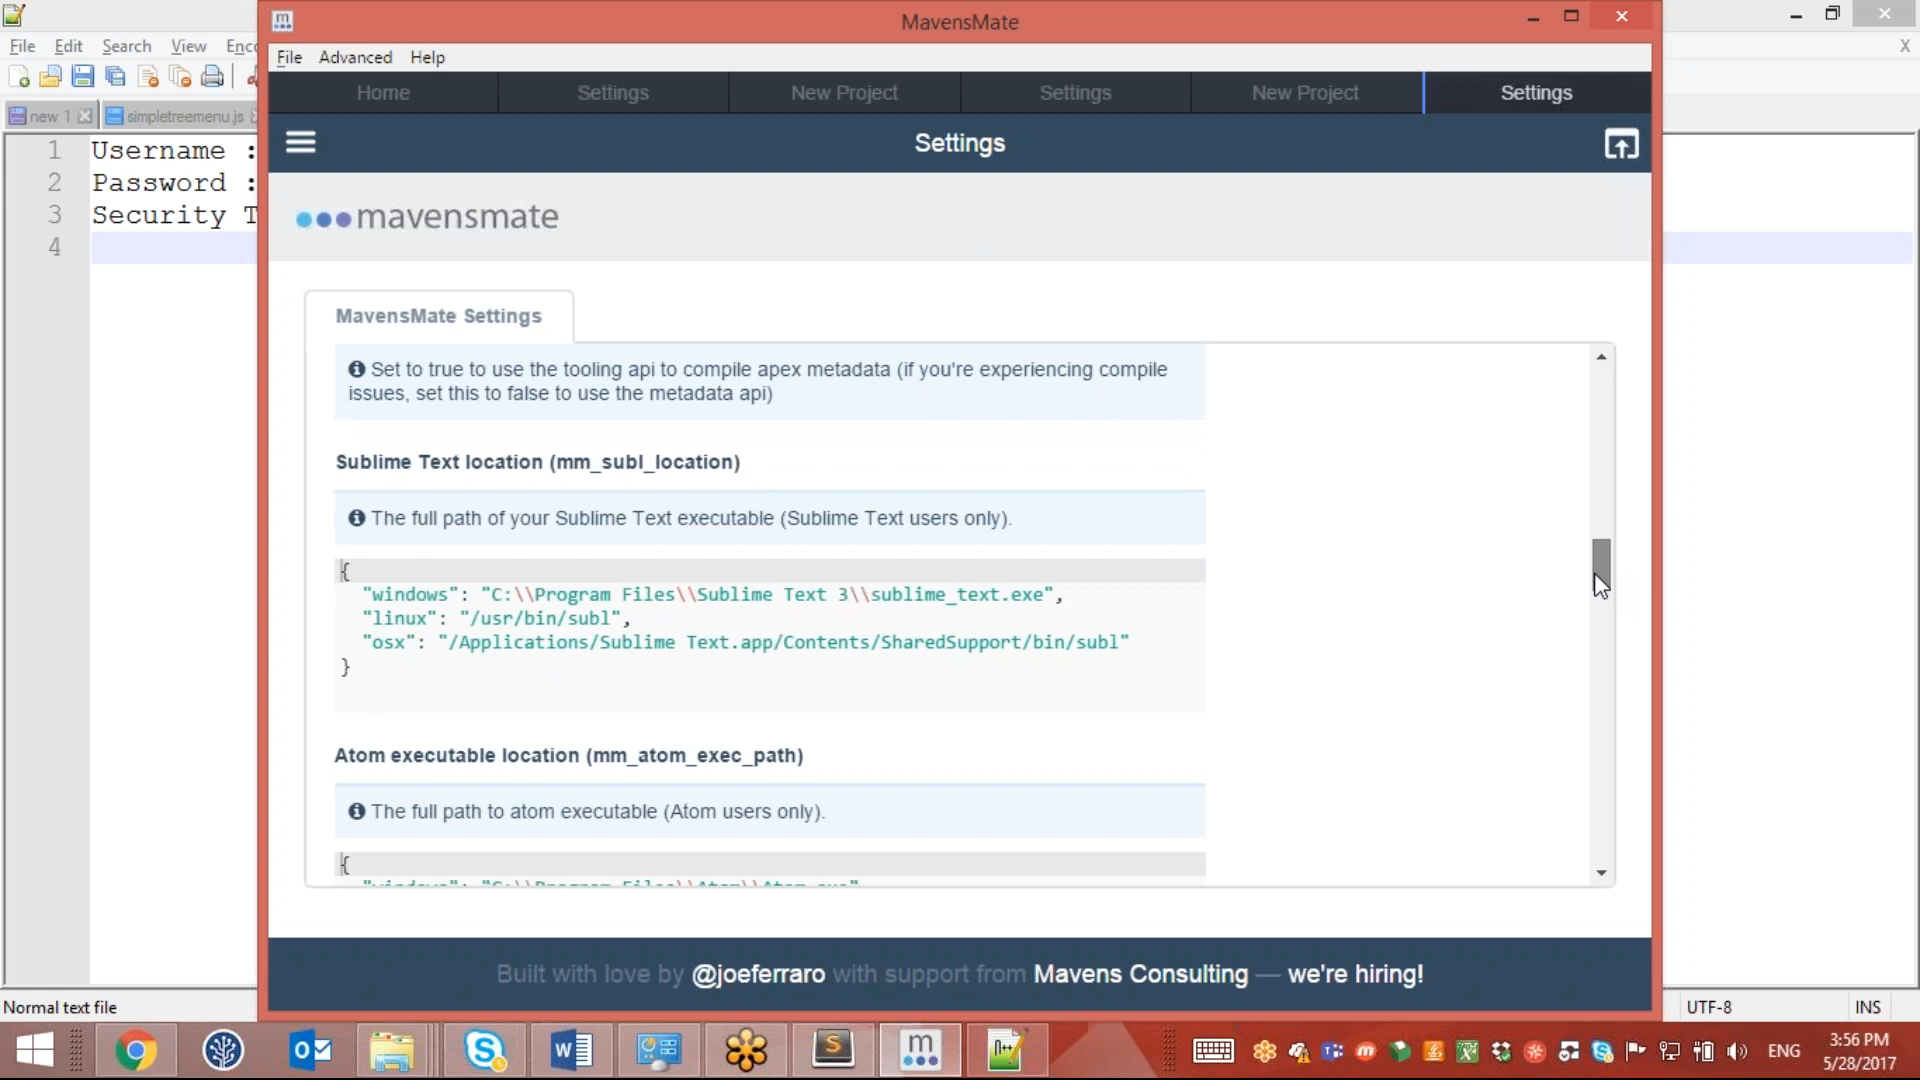 MavensMate
File Edit Search View Enc
File Advanced Help
X
Home Settings New Project Settings New Project Settings
new 1 simpletreemenu.js
Settings
1 Username :
2 Password :
3 Security T
4
mavensmate
MavensMate Settings
Set to true to use the tooling api to compile apex metadata (if you're experiencing compile
issues, set this to false to use the metadata api)
Sublime Text location (mm_subl_location)
The full path of your Sublime Text executable (Sublime Text users only).
{
"windows": "C:\\Program Files\\Sublime Text 3\\sublime_text.exe",
"linux": "/usr/bin/subl",
"osx": "/Applications/Sublime Text.app/Contents/SharedSupport/bin/subl"
}
Atom executable location (mm_atom_exec_path)
The full path to atom executable (Atom users only).
{
"windows": "C:\\Program Files\\Atom\\Atom.exe"
Built with love by @joeferraro with support from Mavens Consulting — we're hiring!
Normal text file UTF-8 INS
ENG
3:56 PM
5/28/2017